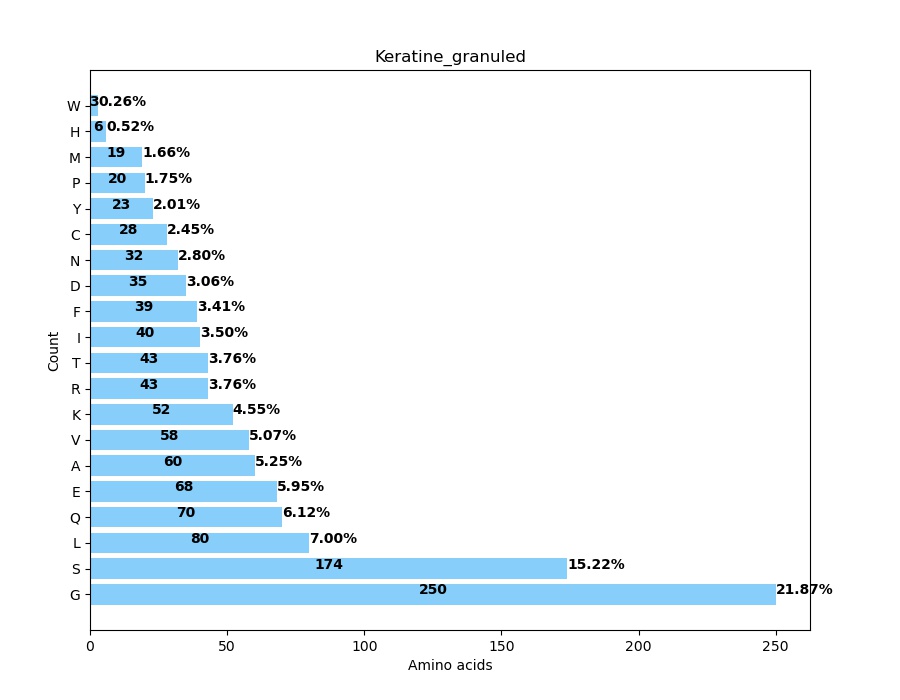 Keratine_granuled
W 3 0.26%
H 6 0.52%
M 19 1.66%
P 20 1.75%
Y 23 2.01%
C 28 2.45%
N 32 2.80%
D 35 3.06%
F 39 3.41%
I 40 3.50%
T 43 3.76%
R 43 3.76%
K 52 4.55%
V 58 5.07%
A 60 5.25%
E 68 5.95%
Q 70 6.12%
L 80 7.00%
S 174 15.22%
G 250 21.87%
Count
0 50 100 150 200 250
Amino acids